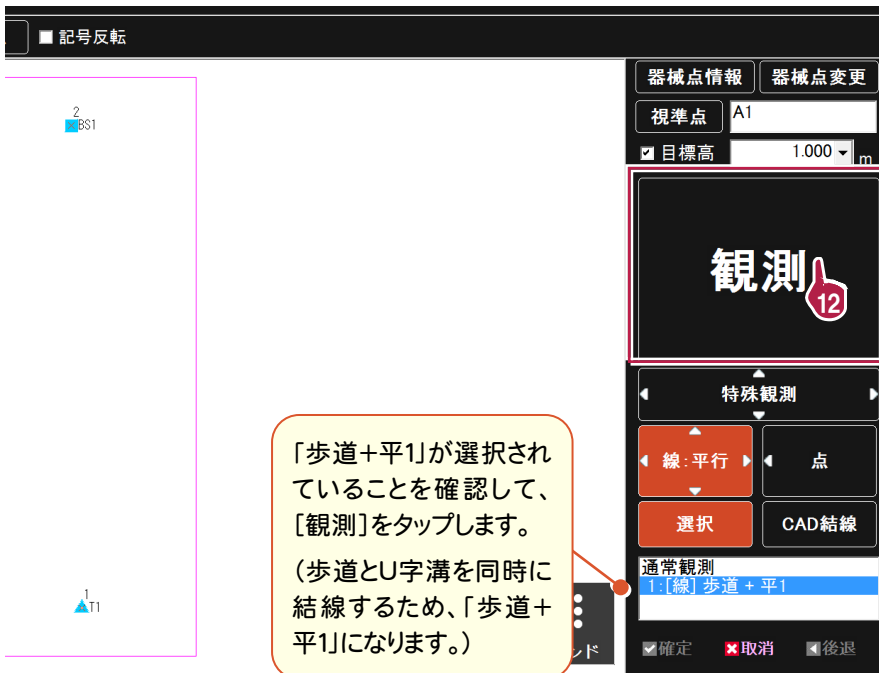 記号反転
器械点情報 器械点変更
視準点 A1
目標高 1.000 m
2
BS1
観測
12
特殊観測
線:平行 点
選択 CAD結線
通常観測
1:[線] 歩道 + 平1
確定 取消 後退
1
T1
「歩道+平1」が選択され
ていることを確認して、
[観測]をタップします。
(歩道とU字溝を同時に
結線するため、「歩道+
平1」になります。)
ンド